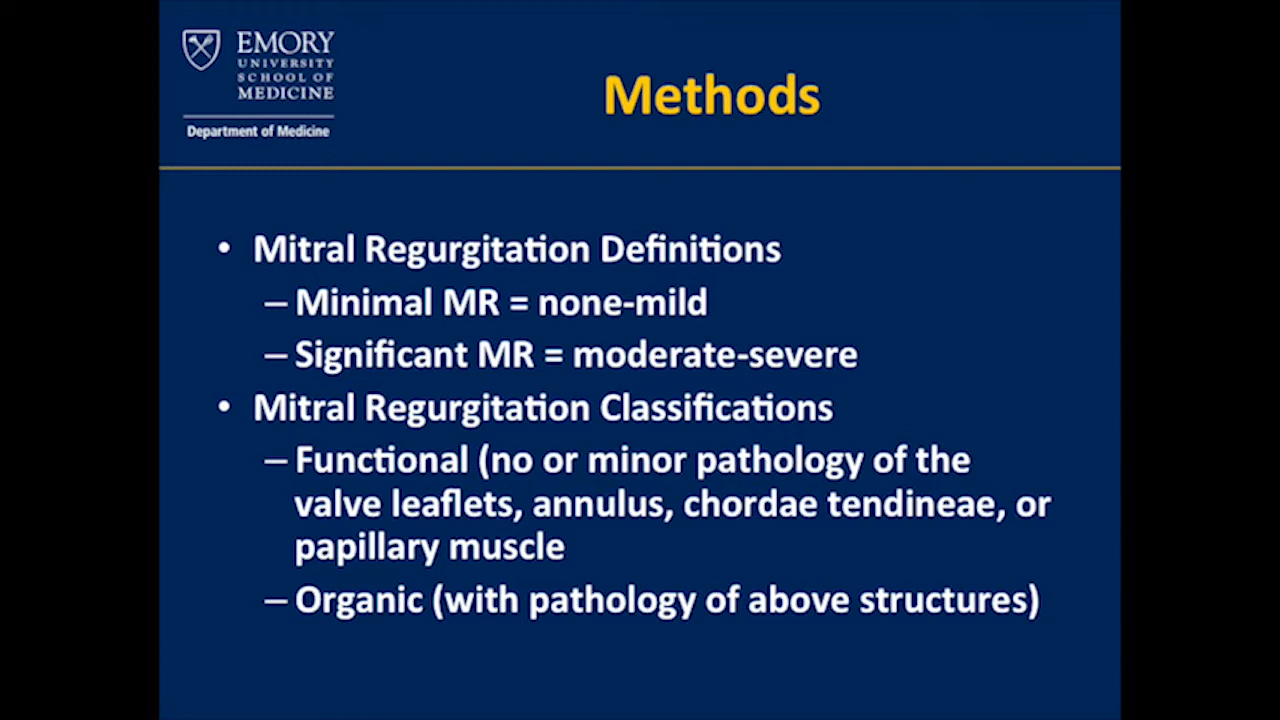 EMORY
UNIVERSITY
SCHOOL OF
MEDICINE
Department of Medicine
Methods
• Mitral Regurgitation Definitions
– Minimal MR = none-mild
– Significant MR = moderate-severe
• Mitral Regurgitation Classifications
– Functional (no or minor pathology of the
valve leaflets, annulus, chordae tendineae, or
papillary muscle
– Organic (with pathology of above structures)